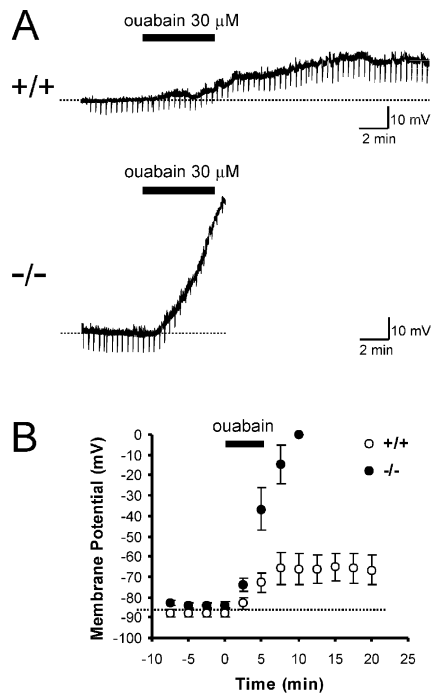 A
ouabain 30 μM
+/+
10 mV
2 min
ouabain 30 μM
-/-
10 mV
2 min
B
ouabain
+/+
-/-
Membrane Potential (mV)
0
-10
-20
-30
-40
-50
-60
-70
-80
-90
-100
-10 -5 0 5 10 15 20 25
Time (min)